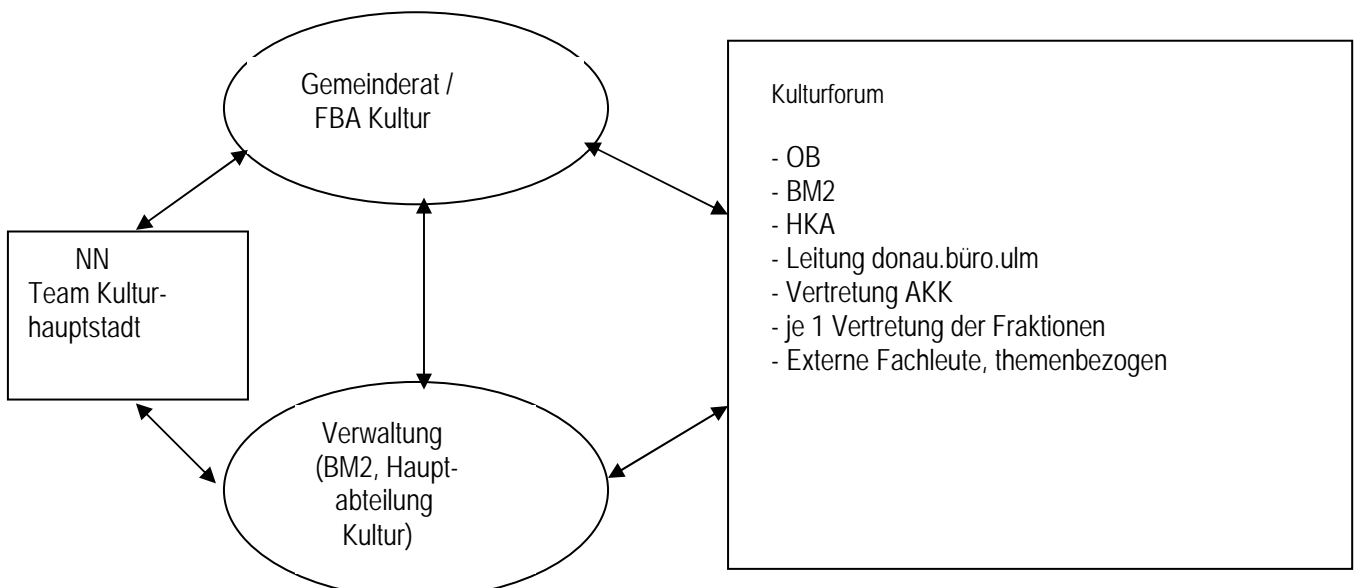 Gemeinderat /
FBA Kultur
NN
Team Kultur-
hauptstadt
Verwaltung
(BM2, Haupt-
abteilung
Kultur)
Kulturforum
- OB
- BM2
- HKA
- Leitung donau.büro.ulm
- Vertretung AKK
- je 1 Vertretung der Fraktionen
- Externe Fachleute, themenbezogen